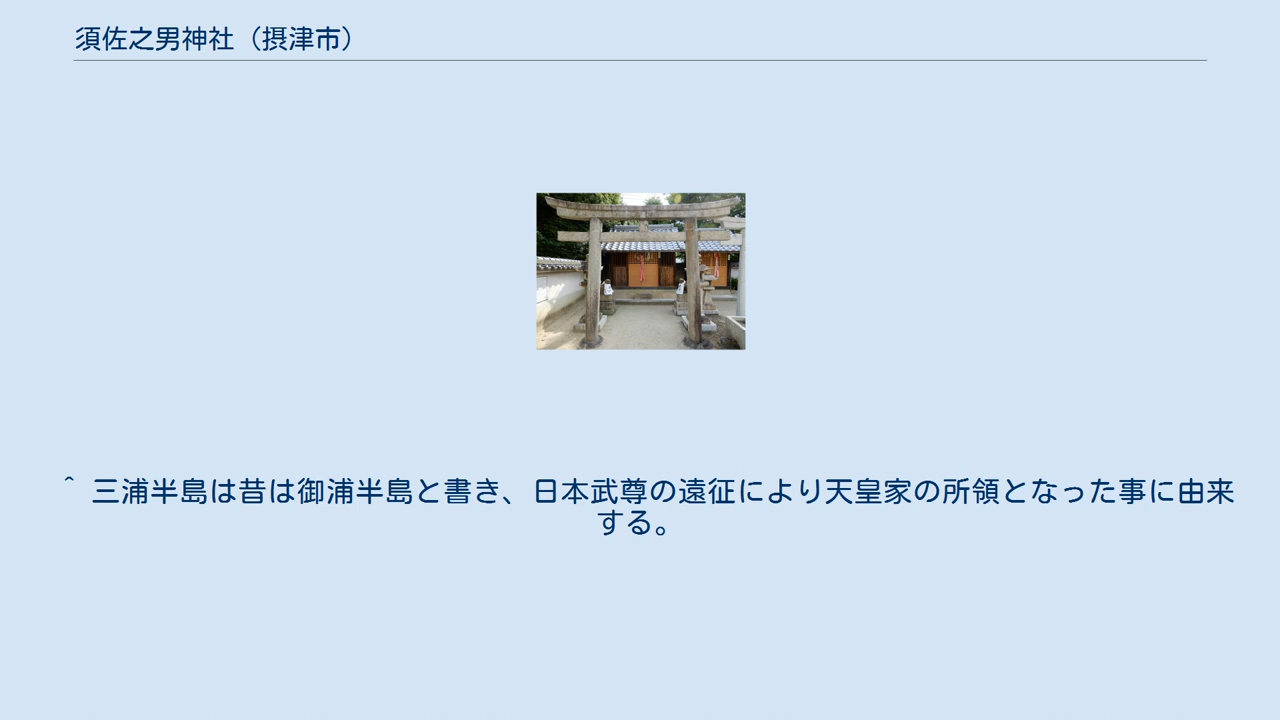 須佐之男神社（摂津市）
^ 三浦半島は昔は御浦半島と書き、日本武尊の遠征により天皇家の所領となった事に由来
する。